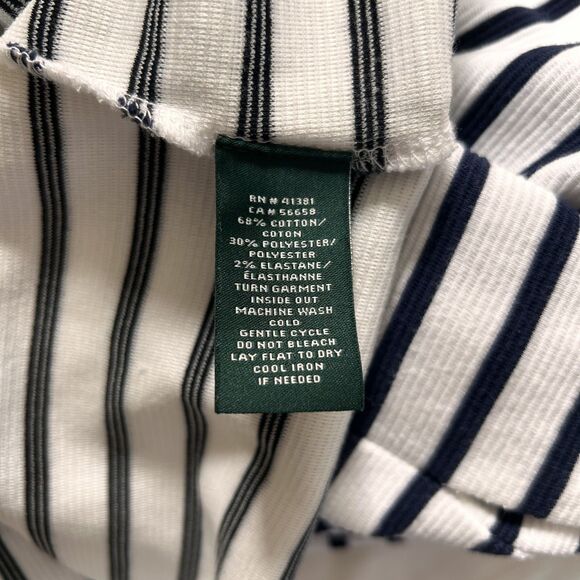 RN # 41381
CA # 56658
68% COTTON/
COTON
30% POLYESTER/
POLYESTER
2% ELASTANE/
ÉLASTHANNE
TURN GARMENT
INSIDE OUT
MACHINE WASH
COLD
GENTLE CYCLE
DO NOT BLEACH
LAY FLAT TO DRY
COOL IRON
IF NEEDED